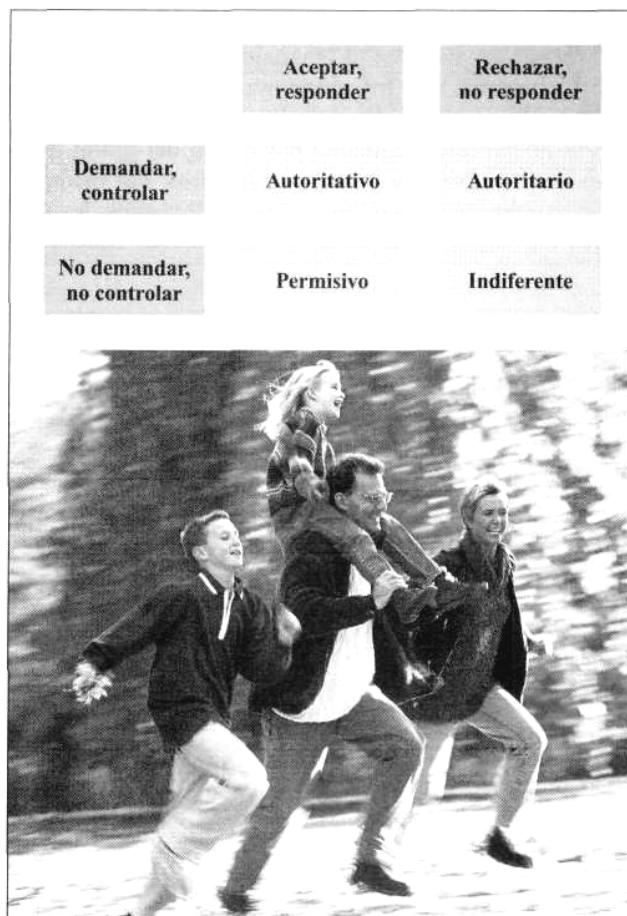 Aceptar,
responder
Rechazar,
no responder
Demandar,
controlar
Autoritativo
Autoritario
No demandar,
no controlar
Permisivo
Indiferente